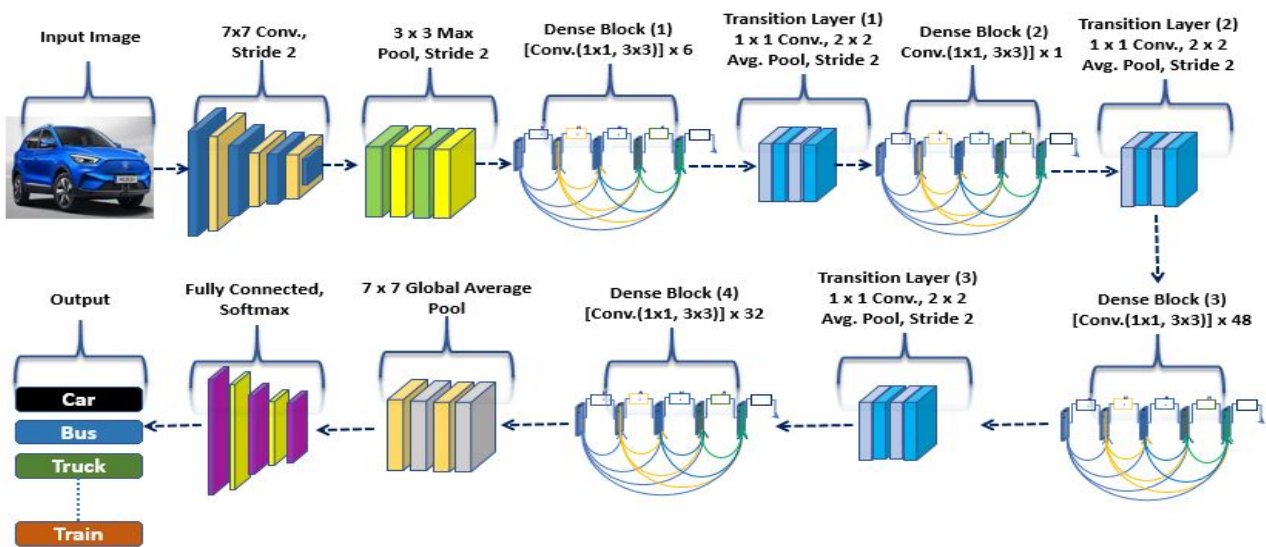 Input Image
7x7 Conv.,
Stride 2
3 x 3 Max
Pool, Stride 2
Dense Block (1)
[Conv.(1x1, 3x3)] x 6
Transition Layer (1)
1 x 1 Conv., 2 x 2
Avg. Pool, Stride 2
Dense Block (2)
Conv.(1x1, 3x3)] x 1
Transition Layer (2)
1 x 1 Conv., 2 x 2
Avg. Pool, Stride 2
Output
Fully Connected,
Softmax
7 x 7 Global Average
Pool
Dense Block (4)
[Conv.(1x1, 3x3)] x 32
Transition Layer (3)
1 x 1 Conv., 2 x 2
Avg. Pool, Stride 2
Dense Block (3)
[Conv.(1x1, 3x3)] x 48
Car
Bus
Truck
Train